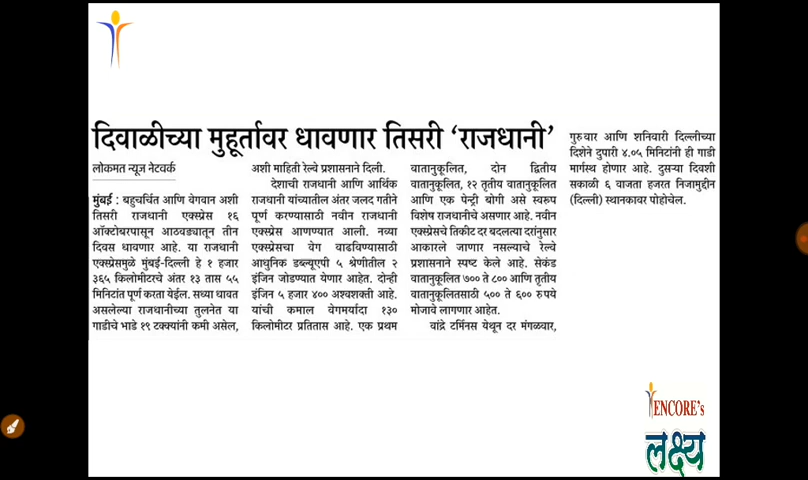 दिवाळीच्या मुहूर्तावर धावणार तिसरी ‘राजधानी’
लोकमत न्यूज नेटवर्क
मुंबई : बहुचर्चित आणि वेगवान अशी
तिसरी राजधानी एक्स्प्रेस १६
ऑक्टोबरपासून आठवड्यातून तीन
दिवस धावणार आहे. या राजधानी
एक्स्प्रेसमुळे मुंबई-दिल्ली हे १ हजार
३६५ किलोमीटरचे अंतर १३ तास ५५
मिनिटांत पूर्ण करता येईल. सध्या धावत
असलेल्या राजधानीच्या तुलनेत या
गाडीचे भाडे १९ टक्क्यांनी कमी असेल,
अशी माहिती रेल्वे प्रशासनाने दिली.
देशाची राजधानी आणि आर्थिक
राजधानी यांच्यातील अंतर जलद गतीने
पूर्ण करण्यासाठी नवीन राजधानी
एक्स्प्रेस आणण्यात आली. नव्या
एक्स्प्रेसचा वेग वाढविण्यासाठी
आधुनिक डब्ल्यूएपी ५ श्रेणीतील २
इंजिन जोडण्यात येणार आहेत. दोन्ही
इंजिन ५ हजार ४०० अश्वशक्ती आहे.
यांची कमाल वेगमर्यादा १३०
किलोमीटर प्रतितास आहे. एक प्रथम
वातानुकूलित, दोन द्वितीय
वातानुकूलित, १२ तृतीय वातानुकूलित
आणि एक पेन्ट्री बोगी असे स्वरुप
विशेष राजधानीचे असणार आहे. नवीन
एक्स्प्रेसचे तिकीट दर बदलत्या दरांनुसार
आकारले जाणार नसल्याचे रेल्वे
प्रशासनाने स्पष्ट केले आहे. सेकंड
वातानुकूलित ७०० ते ८०० आणि तृतीय
वातानुकूलितसाठी ५०० ते ६०० रुपये
मोजावे लागणार आहेत.
वांद्रे टर्मिनस येथून दर मंगळवार,
गुरुवार आणि शनिवारी दिल्लीच्या
दिशेने दुपारी ४.०५ मिनिटांनी ही गाडी
मार्गस्थ होणार आहे. दुसऱ्या दिवशी
सकाळी ६ वाजता हजरत निजामुद्दीन
(दिल्ली) स्थानकावर पोहोचेल.
ENCORE's
लक्ष्य